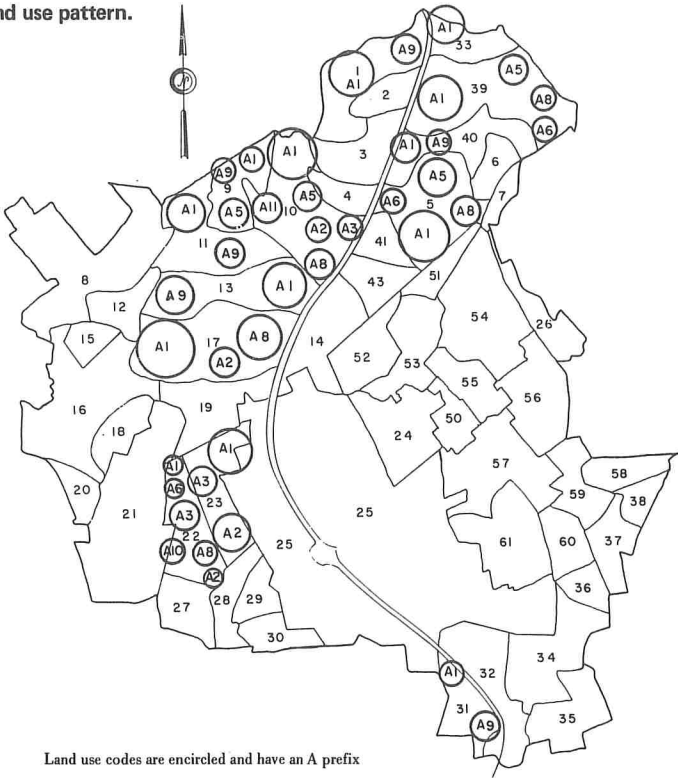 nd use pattern.
N
A1
33
A9
1
A1
A5
2
39
A1
A8
A6
40
A1
A9
A1
A1
3
6
A9
9
A5
A5
7
4
A6
5
A8
A1
A5
A11
10
A2
A3
41
A1
11
A9
A8
51
43
8
A9
13
A1
12
54
26
15
A1
17
A8
A2
14
52
53
55
56
16
19
18
50
24
A1
A1
A3
57
58
A6
23
59
38
20
21
A3
25
22
A2
25
61
60
37
A10
A8
A2
36
27
28
29
30
34
A1
32
31
35
A9
Land use codes are encircled and have an A prefix